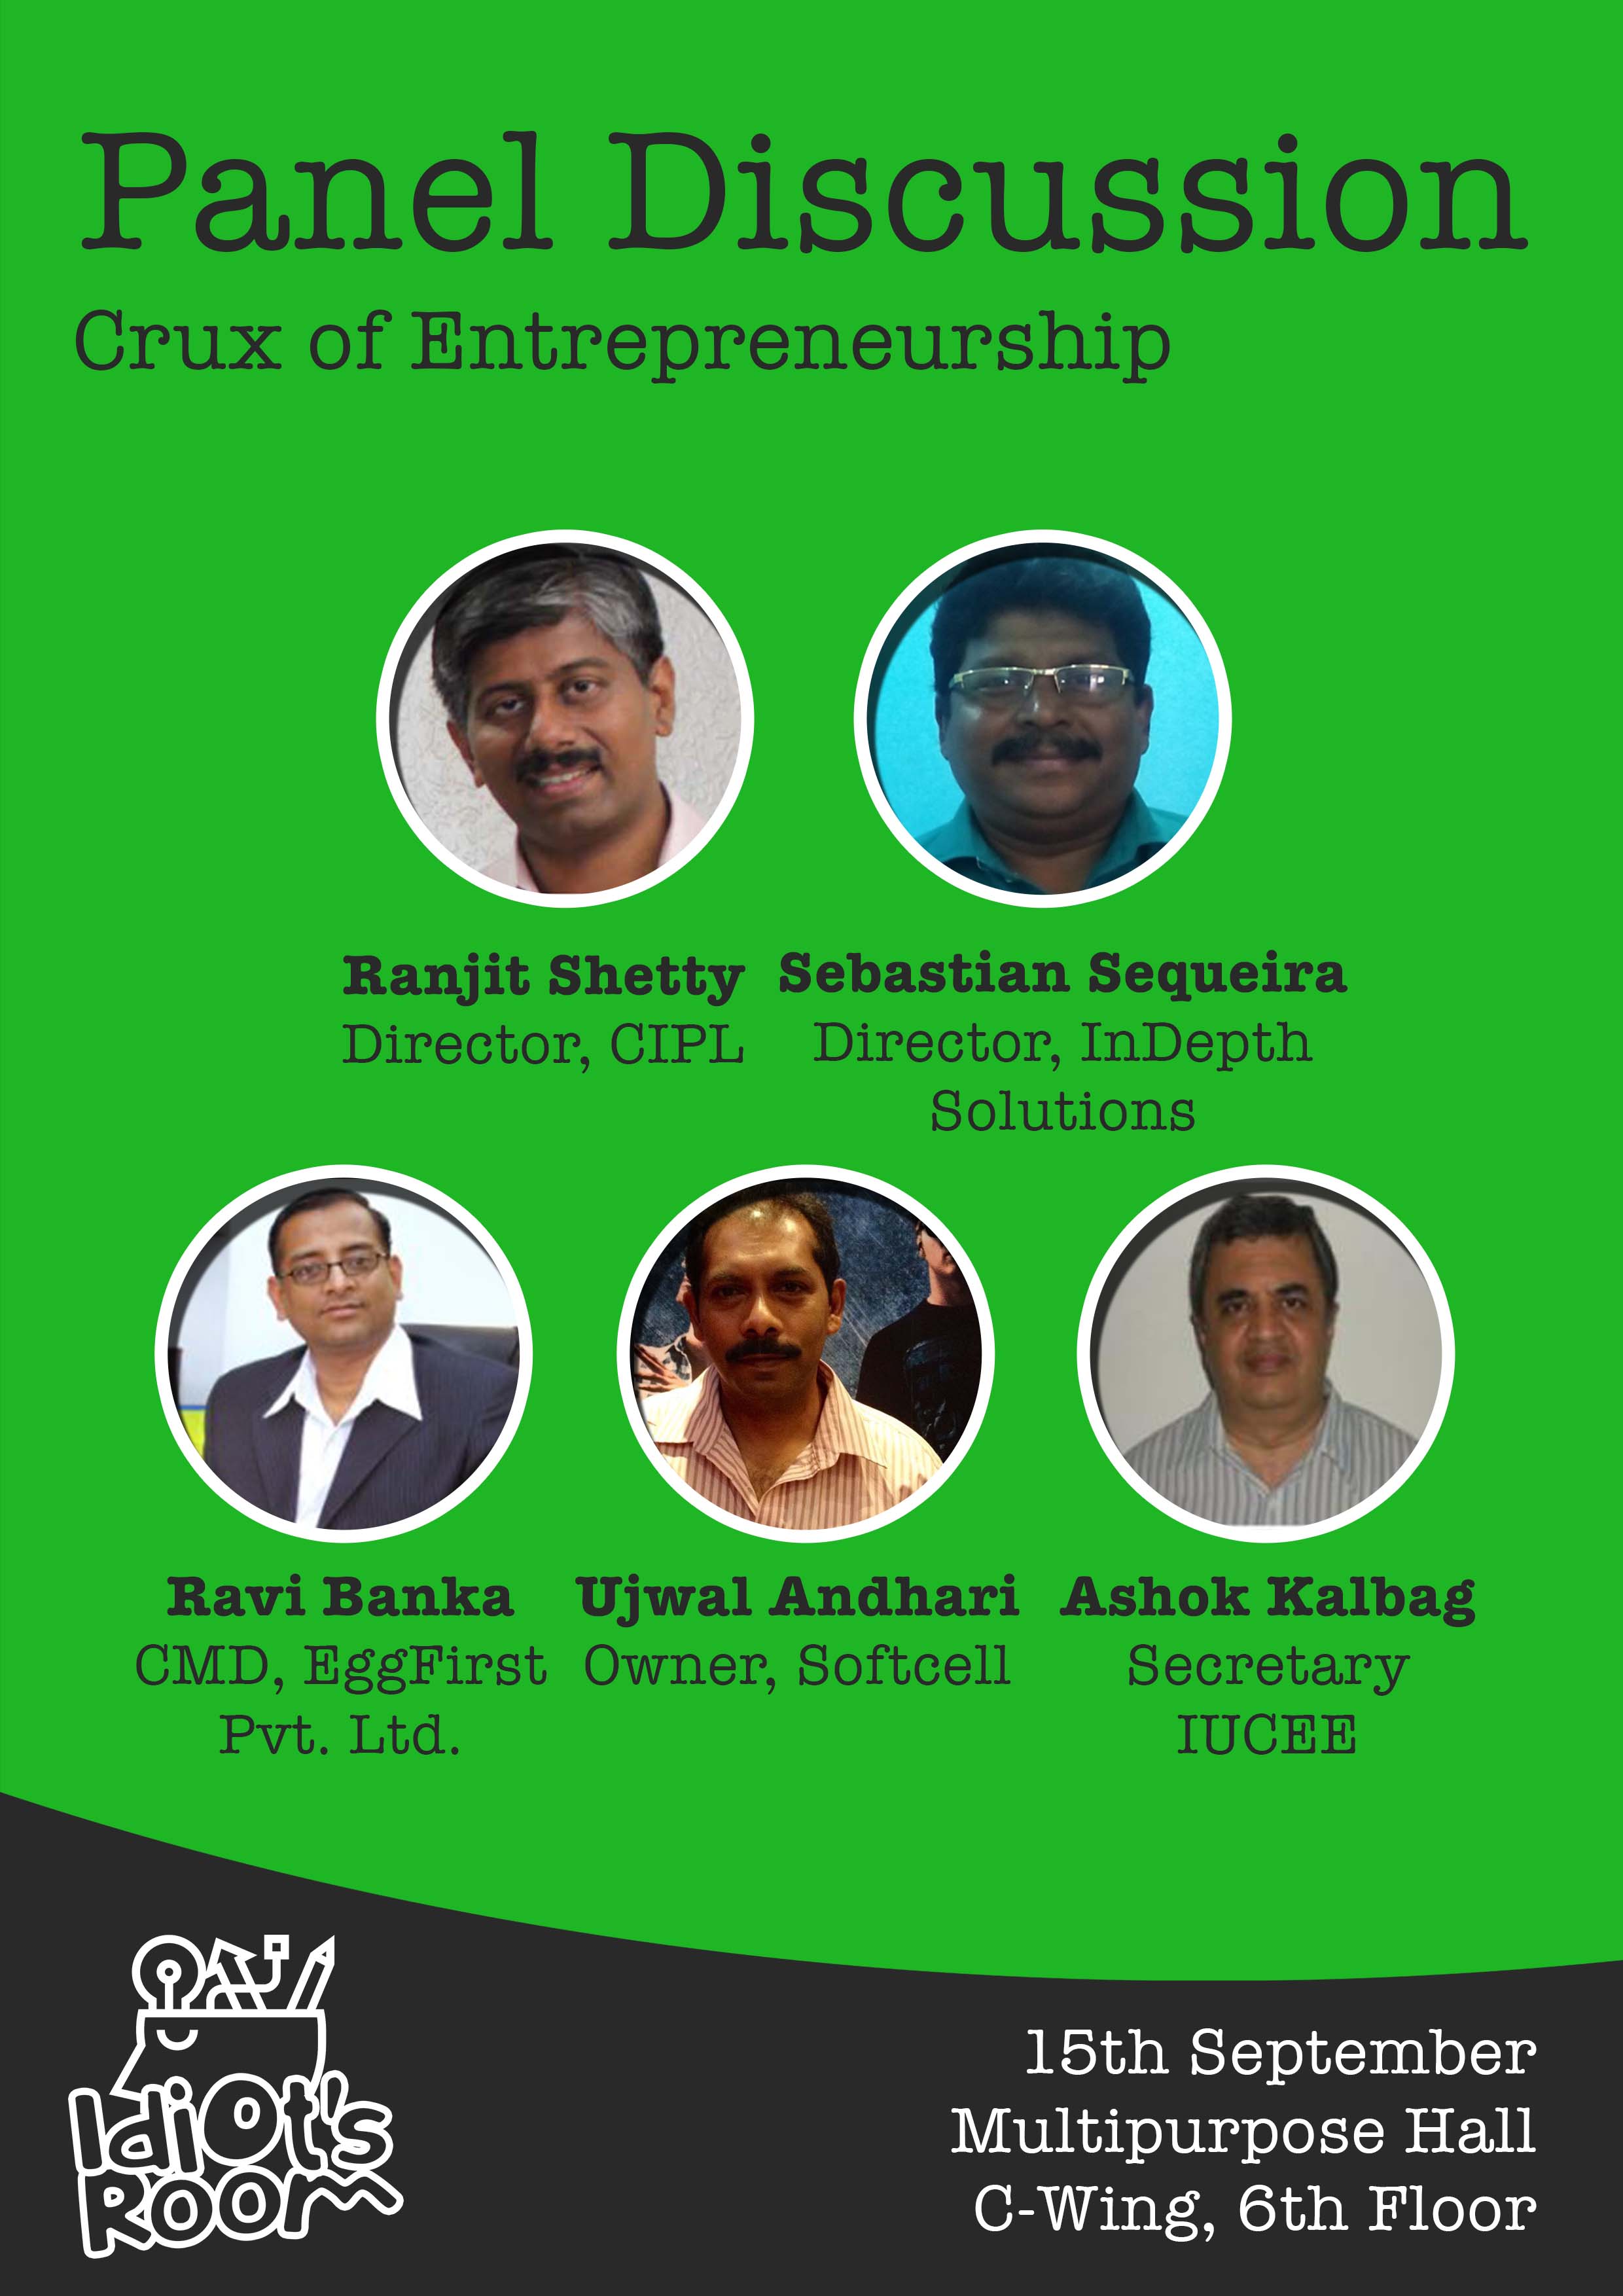 Panel Discussion
Crux of Entrepreneurship
Ranjit Shetty
Director, CIPL
Sebastian Sequeira
Director, InDepth
Solutions
Ravi Banka
CMD, EggFirst
Pvt. Ltd.
Ujwal Andhari
Owner, Softcell
Ashok Kalbag
Secretary
IUCEE
Idiot's
Room
15th September
Multipurpose Hall
C-Wing, 6th Floor